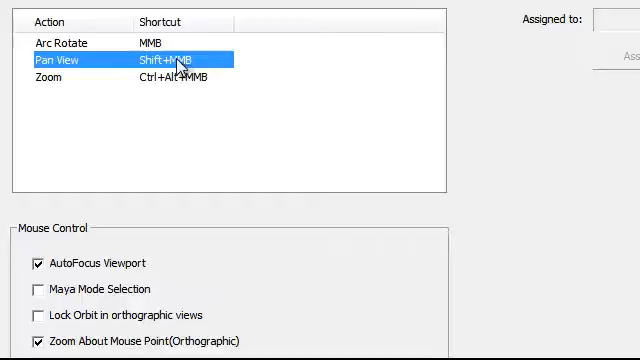 Action Shortcut Assigned to:
Arc Rotate MMB
Pan View Shift+MMB
Zoom Ctrl+Alt+MMB
Mouse Control
AutoFocus Viewport
Maya Mode Selection
Lock Orbit in orthographic views
Zoom About Mouse Point(Orthographic)